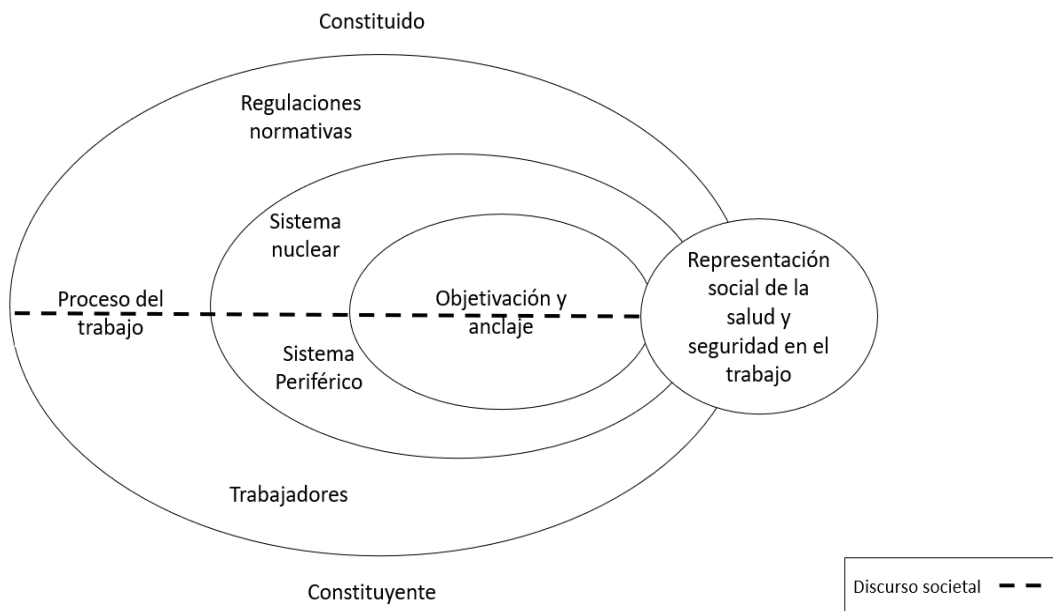 Constituido
Regulaciones
normativas
Sistema
nuclear
Proceso del
trabajo
Objetivación y
anclaje
Representación
social de la
salud y
seguridad en el
trabajo
Sistema
Periférico
Trabajadores
Constituyente
Discurso societal